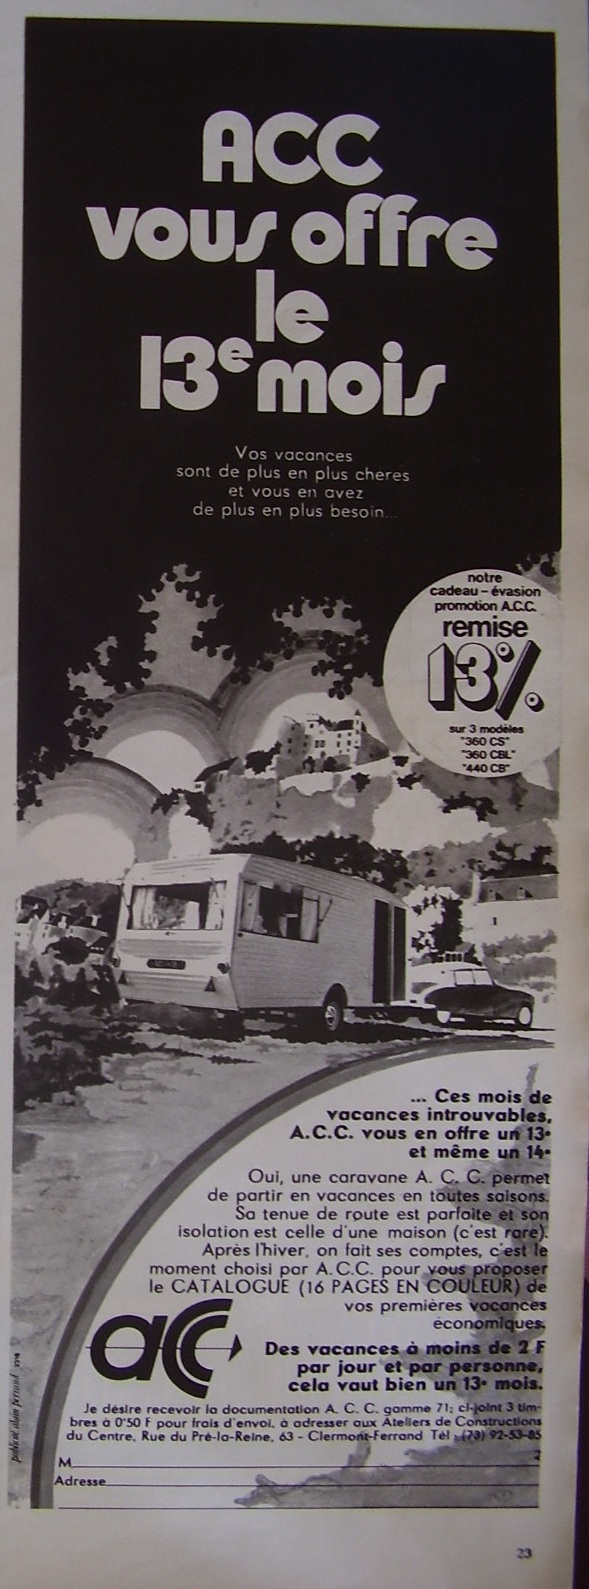 ACC
vous offre
le
13e mois
Vos vacances
sont de plus en plus cheres
et vous en avez
de plus en plus besoin...
notre
cadeau - évasion
promotion A.C.C.
remise
13%
sur 3 modèles
"360 CS"
"360 CBL"
"440 CB"
... Ces mois de
vacances introuvables,
A.C.C. vous en offre un 13e
et même un 14e
Oui, une caravane A. C. C. permet
de partir en vacances en toutes saisons.
Sa tenue de route est parfaite et son
isolation est celle d'une maison (c'est rare).
Après l'hiver, on fait ses comptes, c'est le
moment choisi par A.C.C. pour vous proposer
le CATALOGUE (16 PAGES EN COULEUR) de
vos premières vacances
économiques.
acc
Des vacances à moins de 2 F
par jour et par personne,
cela vaut bien un 13e mois.
Je désire recevoir la documentation A. C. C. gamme 71; ci-joint 3 tim-
bres à 0'50 F pour frais d'envoi, à adresser aux Ateliers de Constructions
du Centre, Rue du Pré-la-Reine, 63 - Clermont-Ferrand Tél : (73) 92-53-85
M
2
Adresse
publicité alain
23